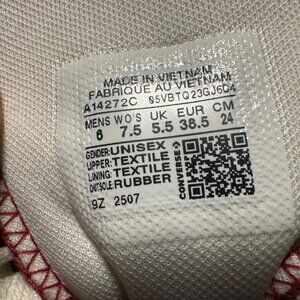 MADE IN VIETNAM
FABRIQUE AU VIETNAM
A14272C 05VBTQ23GJ6Q4
MENS WO'S UK EUR CM
6 7.5 5.5 38.5 24
GENDER:UNISEX
UPPER:TEXTILE
LINING:TEXTILE
OUTSOLE:RUBBER
CONVERSE
9Z 2507